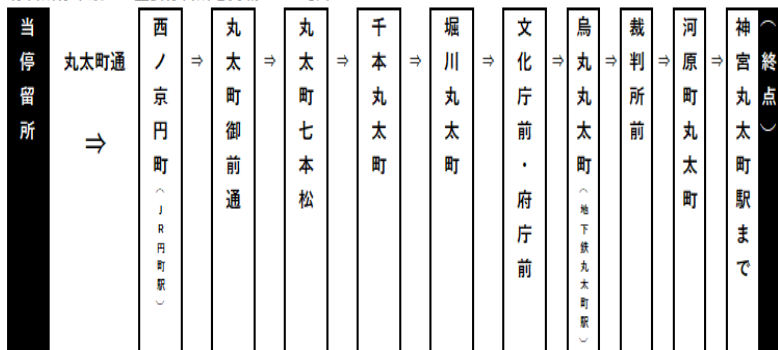 当停留所
丸太町通
⇒
西ノ京円町(JR円町駅)
⇒
丸太町御前通
⇒
丸太町七本松
⇒
千本丸太町
⇒
堀川丸太町
⇒
文化庁前・府庁前
⇒
烏丸丸太町(地下鉄丸太町駅)
⇒
裁判所前
⇒
河原町丸太町
⇒
神宮丸太町駅まで
(終点)